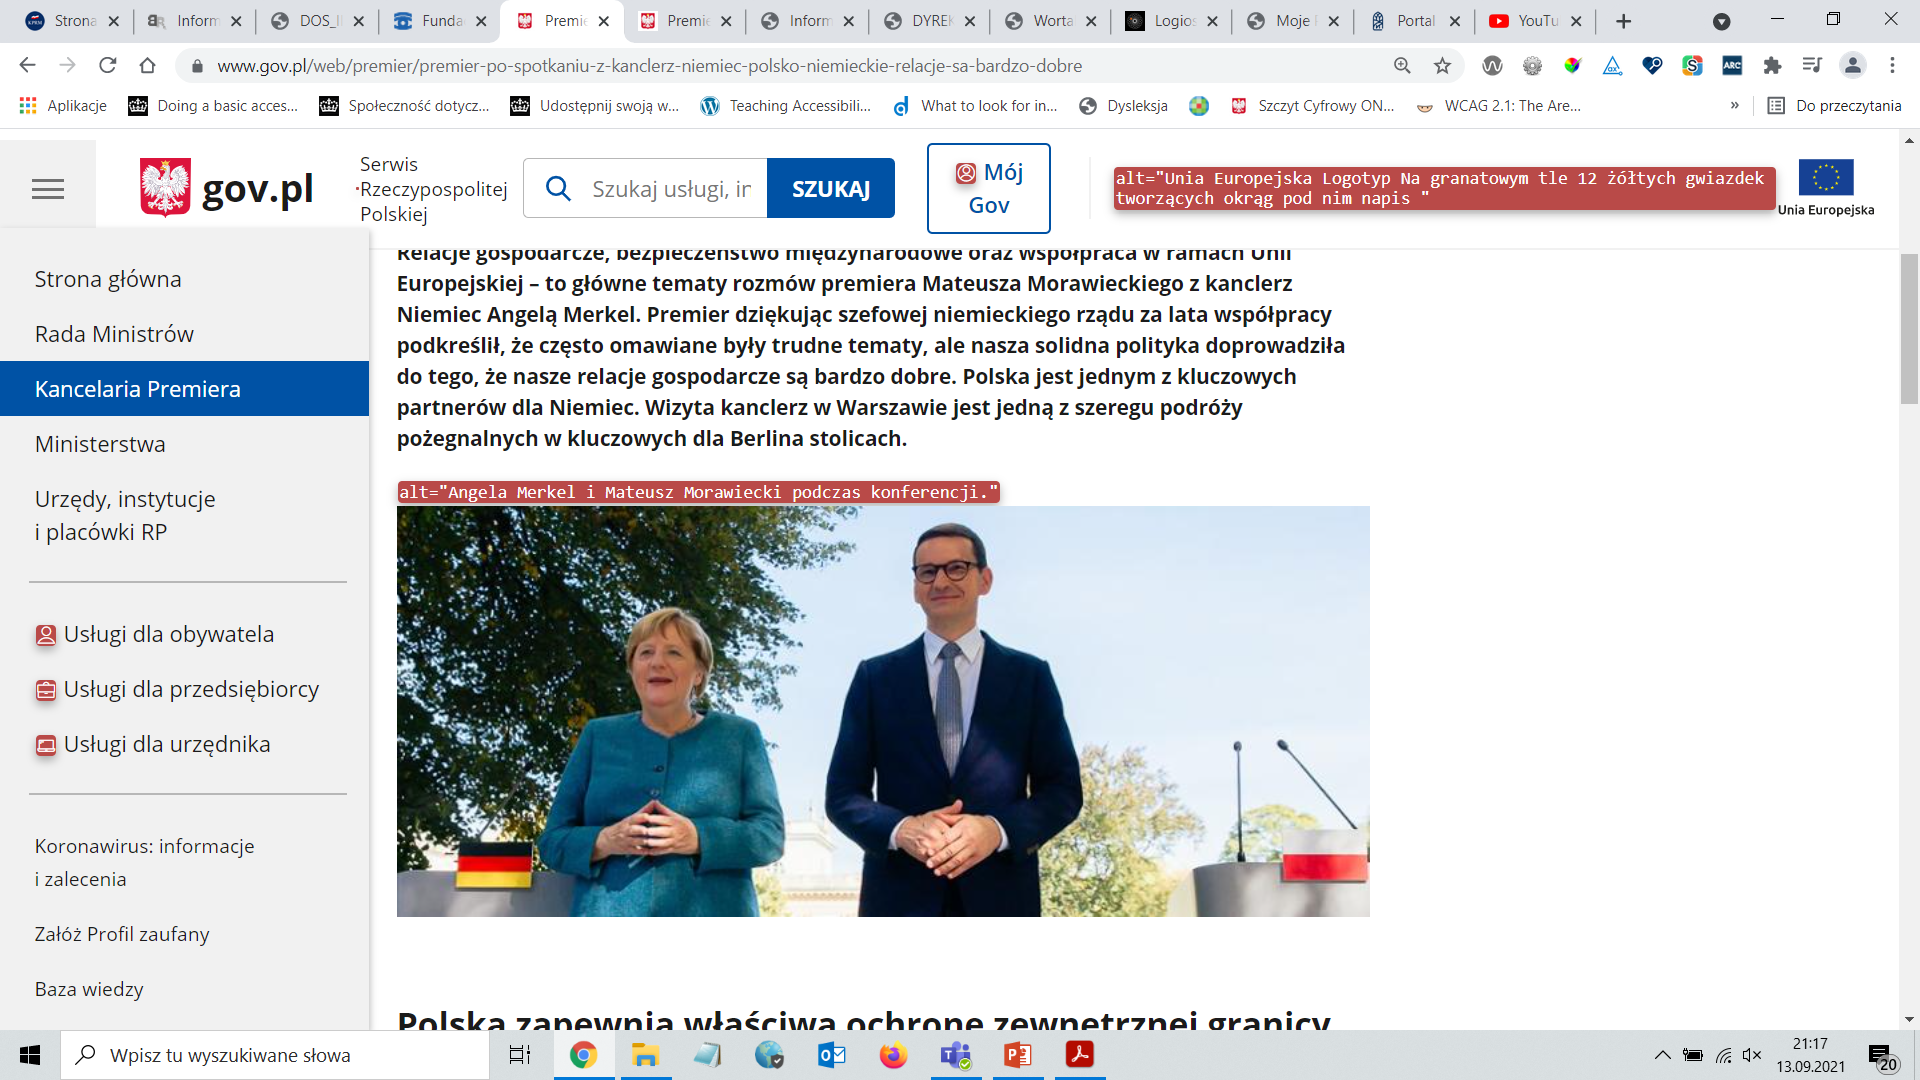 Strona
Inform
DOS_I
Funda
Premie
Premie
Inform
DYREK
Worta
Logios
Moje
Portal
YouTu
www.gov.pl/web/premier/premier-po-spotkaniu-z-kanclerz-niemiec-polsko-niemieckie-relacje-sa-bardzo-dobre
Aplikacje
Doing a basic acces...
Społeczność dotycz...
Udostępnij swoją w...
Teaching Accessibili...
What to look for in...
Dysleksja
Szczyt Cyfrowy ON...
WCAG 2.1: The Are...
»
Do przeczytania
gov.pl
Serwis
Rzeczypospolitej
Polskiej
Szukaj usługi, in
SZUKAJ
Mój
Gov
alt="Unia Europejska Logotyp Na granatowym tle 12 żółtych gwiazdek
tworzących okrąg pod nim napis "
Unia Europejska
Strona główna
Rada Ministrów
Kancelaria Premiera
Ministerstwa
Urzędy, instytucje
i placówki RP
Usługi dla obywatela
Usługi dla przedsiębiorcy
Usługi dla urzędnika
Koronawirus: informacje
i zalecenia
Załóż Profil zaufany
Baza wiedzy
Relacje gospodarcze, bezpieczeństwo międzynarodowe oraz współpraca w ramach Unii
Europejskiej – to główne tematy rozmów premiera Mateusza Morawieckiego z kanclerz
Niemiec Angelą Merkel. Premier dziękując szefowej niemieckiego rządu za lata współpracy
podkreślił, że często omawiane były trudne tematy, ale nasza solidna polityka doprowadziła
do tego, że nasze relacje gospodarcze są bardzo dobre. Polska jest jednym z kluczowych
partnerów dla Niemiec. Wizyta kanclerz w Warszawie jest jedną z szeregu podróży
pożegnalnych w kluczowych dla Berlina stolicach.
alt="Angela Merkel i Mateusz Morawiecki podczas konferencji."
Polska zapewnia właściwą ochronę zewnętrznej granicy
Wpisz tu wyszukiwane słowa
21:17
13.09.2021
20